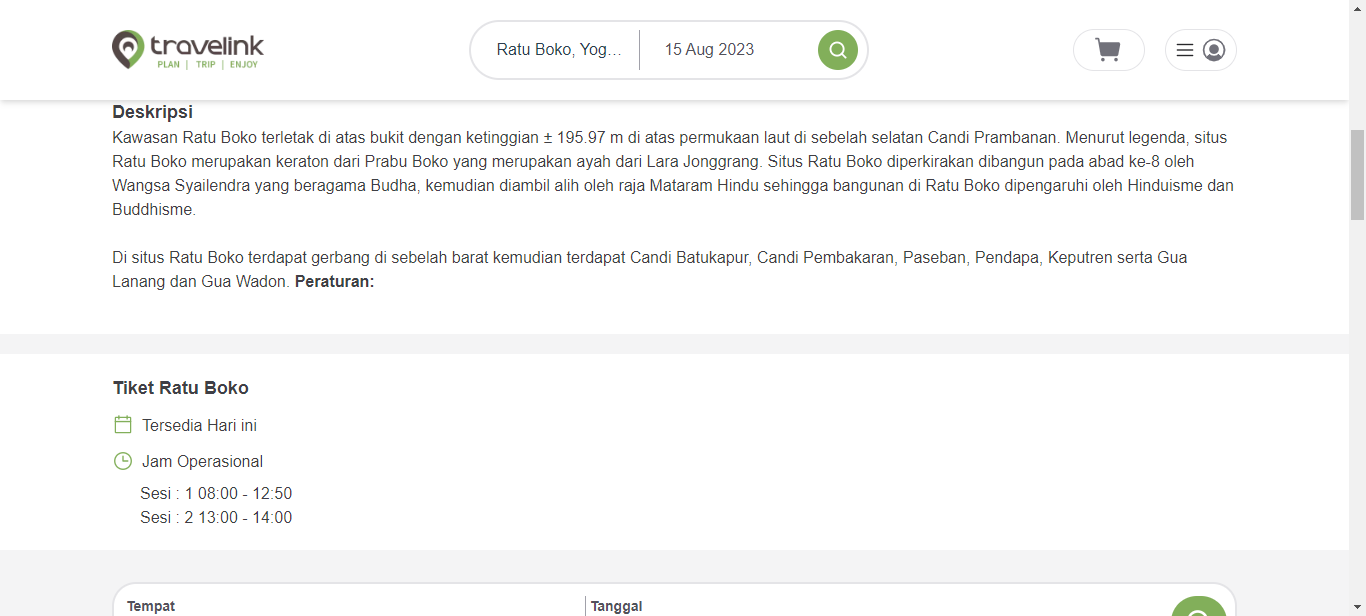 travelink
PLAN | TRIP | ENJOY
Ratu Boko, Yog...
15 Aug 2023
Deskripsi
Kawasan Ratu Boko terletak di atas bukit dengan ketinggian ± 195.97 m di atas permukaan laut di sebelah selatan Candi Prambanan. Menurut legenda, situs
Ratu Boko merupakan keraton dari Prabu Boko yang merupakan ayah dari Lara Jonggrang. Situs Ratu Boko diperkirakan dibangun pada abad ke-8 oleh
Wangsa Syailendra yang beragama Budha, kemudian diambil alih oleh raja Mataram Hindu sehingga bangunan di Ratu Boko dipengaruhi oleh Hinduisme dan
Buddhisme.
Di situs Ratu Boko terdapat gerbang di sebelah barat kemudian terdapat Candi Batukapur, Candi Pembakaran, Paseban, Pendapa, Keputren serta Gua
Lanang dan Gua Wadon. Peraturan:
Tiket Ratu Boko
Tersedia Hari ini
Jam Operasional
Sesi : 1 08:00 - 12:50
Sesi : 2 13:00 - 14:00
Tempat
Tanggal